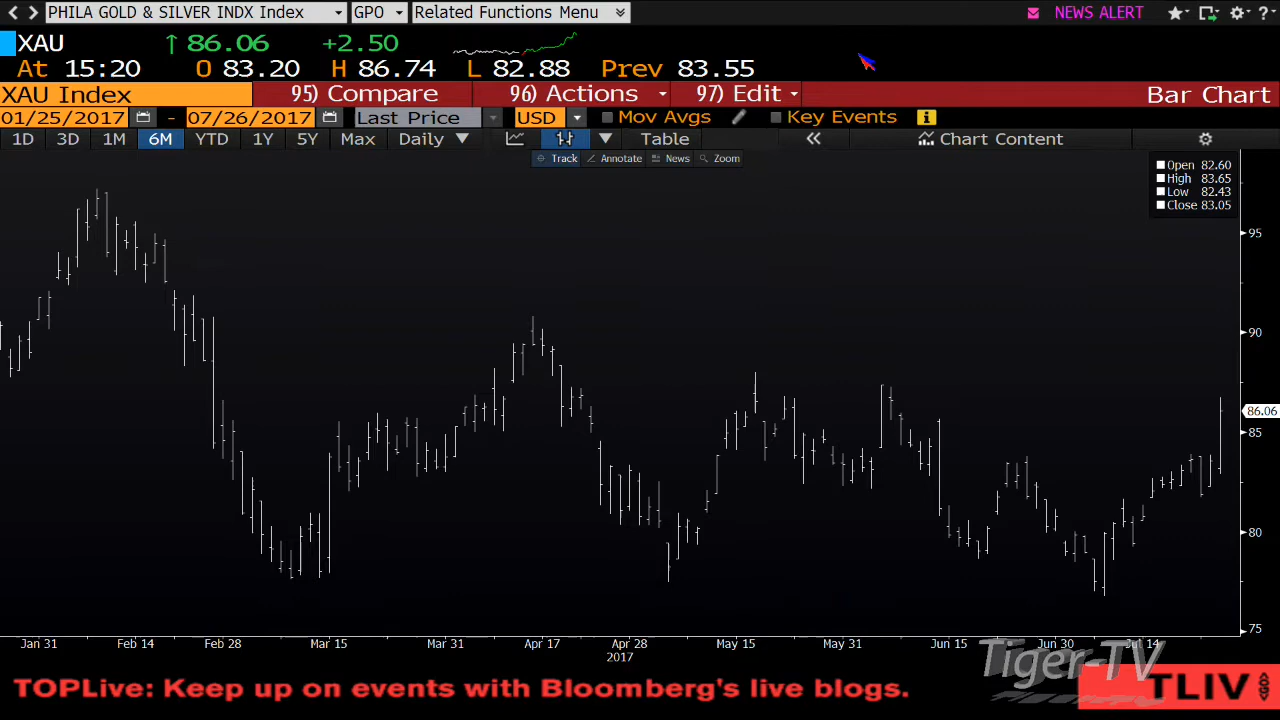 PHILA GOLD & SILVER INDX Index GPO Related Functions Menu NEWS ALERT ?
XAU ↑ 86.06 +2.50
At 15:20 O 83.20 H 86.74 L 82.88 Prev 83.55
XAU Index 95) Compare 96) Actions 97) Edit Bar Chart
01/25/2017 - 07/26/2017 Last Price USD Mov Avgs Key Events i
1D 3D 1M 6M YTD 1Y 5Y Max Daily Table Chart Content
Track Annotate News Zoom
Open 82.60
High 83.65
Low 82.43
Close 83.05
95
90
86.06
85
80
75
Jan 31 Feb 14 Feb 28 Mar 15 Mar 31 Apr 17 Apr 28 May 15 May 31 Jun 15 Jun 30 Jul 14
2017
Tiger-TV
TOPLive: Keep up on events with Bloomberg's live blogs.
TLIV